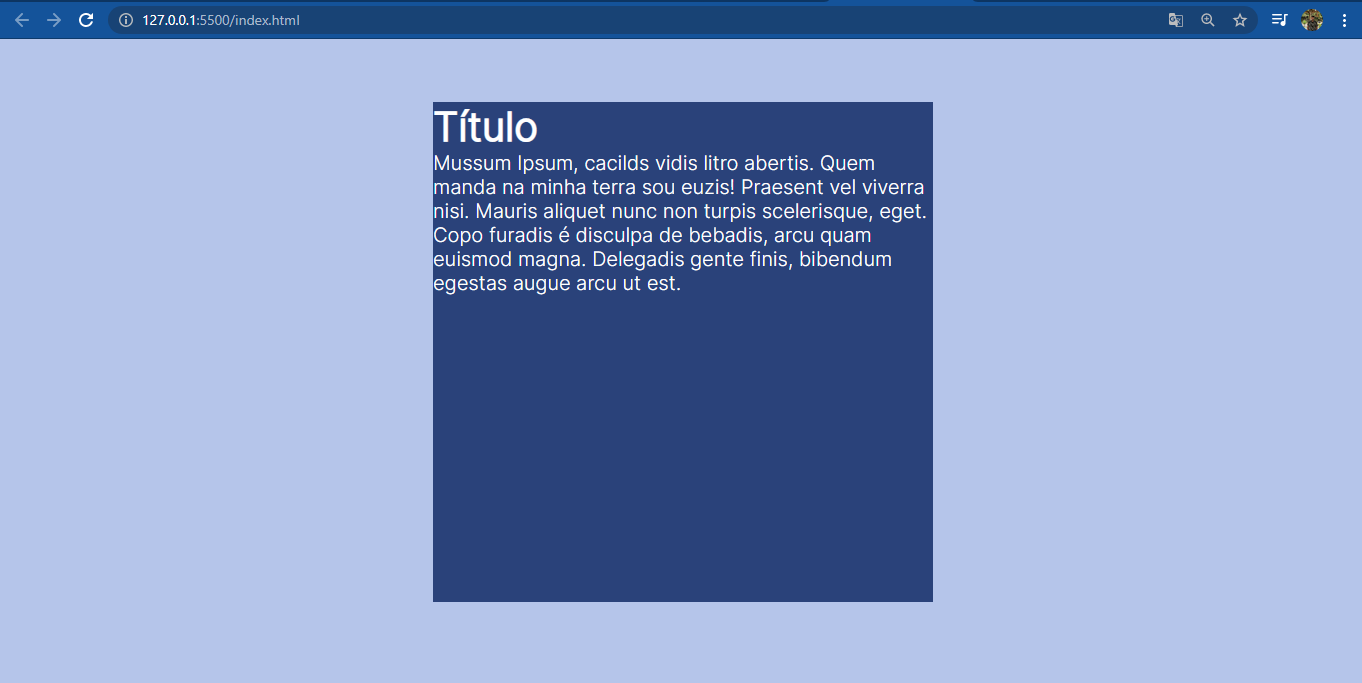 127.0.0.1:5500/index.html
Título
Mussum Ipsum, cacilds vidis litro abertis. Quem
manda na minha terra sou euzis! Praesent vel viverra
nisi. Mauris aliquet nunc non turpis scelerisque, eget.
Copo furadis é disculpa de bebadis, arcu quam
euismod magna. Delegadis gente finis, bibendum
egestas augue arcu ut est.